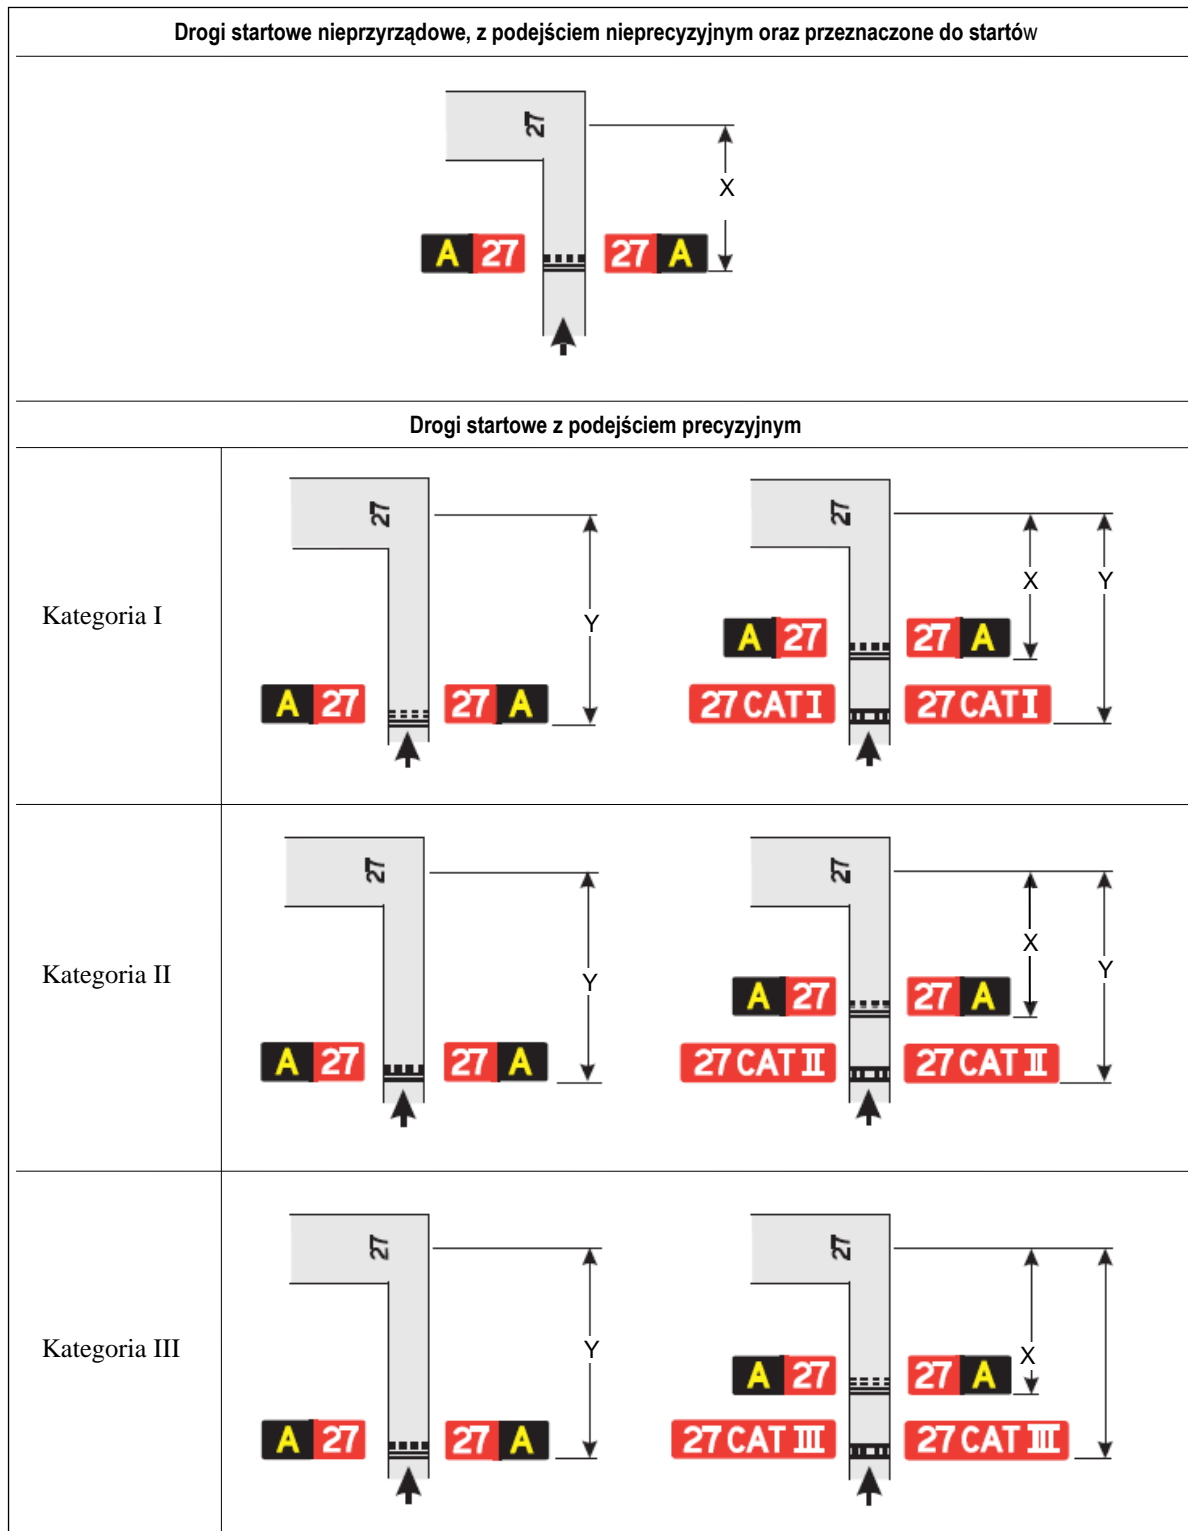 Drogi startowe nieprzyrządowe, z podejściem nieprecyzyjnym oraz przeznaczone do startów
27
X
A 27 27 A
Drogi startowe z podejściem precyzyjnym
Kategoria I
27
Y
A 27 27 A
27
X Y
A 27 27 A
27 CAT I 27 CAT I
Kategoria II
27
Y
A 27 27 A
27
X Y
A 27 27 A
27 CAT II 27 CAT II
Kategoria III
27
Y
A 27 27 A
27
X
A 27 27 A
27 CAT III 27 CAT III